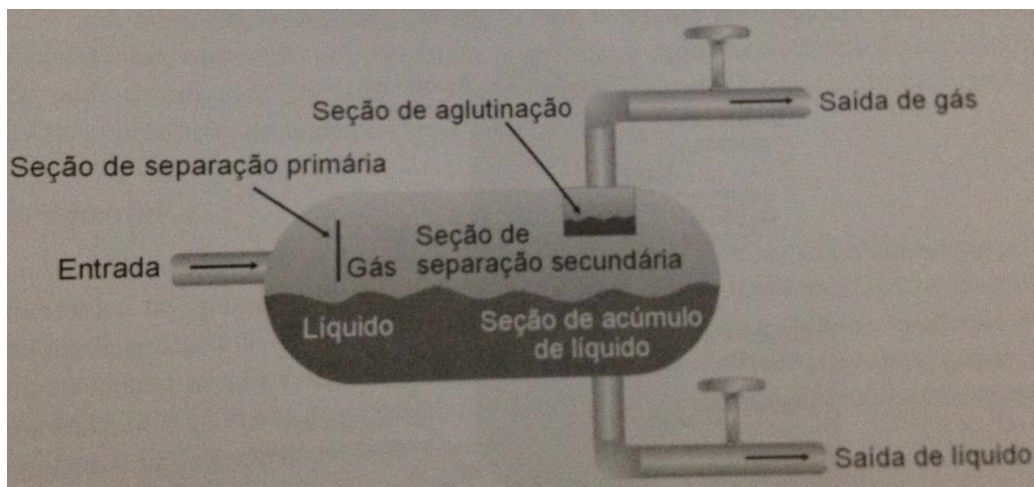 Seção de aglutinação
Saída de gás
Seção de separação primária
Entrada
Gás
Seção de
separação secundária
Líquido
Seção de acúmulo
de líquido
Saída de líquido